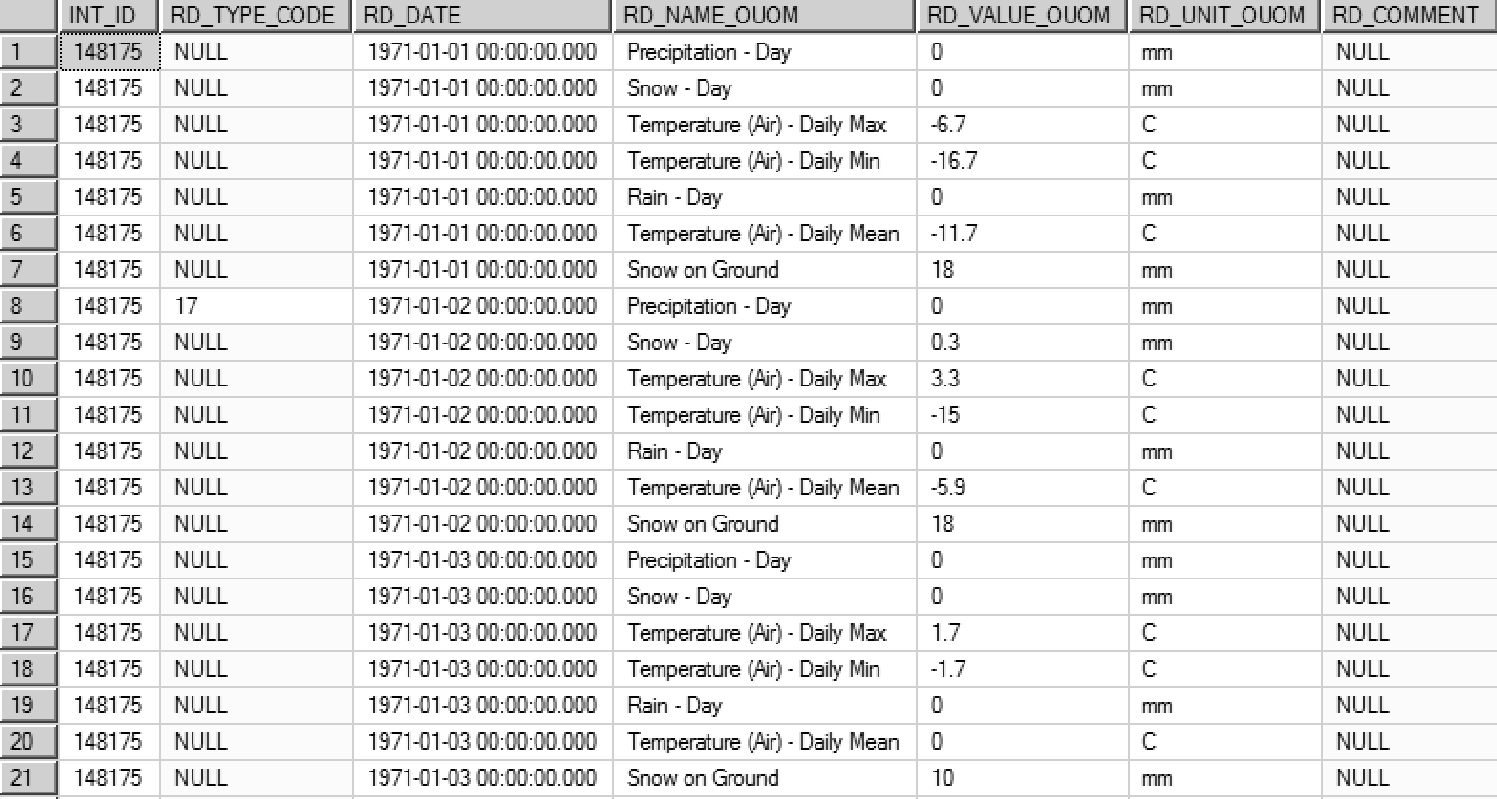 INT_ID RD_TYPE_CODE RD_DATE RD_NAME_OUOM RD_VALUE_OUOM RD_UNIT_OUOM RD_COMMENT
1 148175 NULL 1971-01-01 00:00:00.000 Precipitation - Day 0 mm NULL
2 148175 NULL 1971-01-01 00:00:00.000 Snow - Day 0 mm NULL
3 148175 NULL 1971-01-01 00:00:00.000 Temperature (Air) - Daily Max -6.7 C NULL
4 148175 NULL 1971-01-01 00:00:00.000 Temperature (Air) - Daily Min -16.7 C NULL
5 148175 NULL 1971-01-01 00:00:00.000 Rain - Day 0 mm NULL
6 148175 NULL 1971-01-01 00:00:00.000 Temperature (Air) - Daily Mean -11.7 C NULL
7 148175 NULL 1971-01-01 00:00:00.000 Snow on Ground 18 mm NULL
8 148175 17 1971-01-02 00:00:00.000 Precipitation - Day 0 mm NULL
9 148175 NULL 1971-01-02 00:00:00.000 Snow - Day 0.3 mm NULL
10 148175 NULL 1971-01-02 00:00:00.000 Temperature (Air) - Daily Max 3.3 C NULL
11 148175 NULL 1971-01-02 00:00:00.000 Temperature (Air) - Daily Min -15 C NULL
12 148175 NULL 1971-01-02 00:00:00.000 Rain - Day 0 mm NULL
13 148175 NULL 1971-01-02 00:00:00.000 Temperature (Air) - Daily Mean -5.9 C NULL
14 148175 NULL 1971-01-02 00:00:00.000 Snow on Ground 18 mm NULL
15 148175 NULL 1971-01-03 00:00:00.000 Precipitation - Day 0 mm NULL
16 148175 NULL 1971-01-03 00:00:00.000 Snow - Day 0 mm NULL
17 148175 NULL 1971-01-03 00:00:00.000 Temperature (Air) - Daily Max 1.7 C NULL
18 148175 NULL 1971-01-03 00:00:00.000 Temperature (Air) - Daily Min -1.7 C NULL
19 148175 NULL 1971-01-03 00:00:00.000 Rain - Day 0 mm NULL
20 148175 NULL 1971-01-03 00:00:00.000 Temperature (Air) - Daily Mean 0 C NULL
21 148175 NULL 1971-01-03 00:00:00.000 Snow on Ground 10 mm NULL